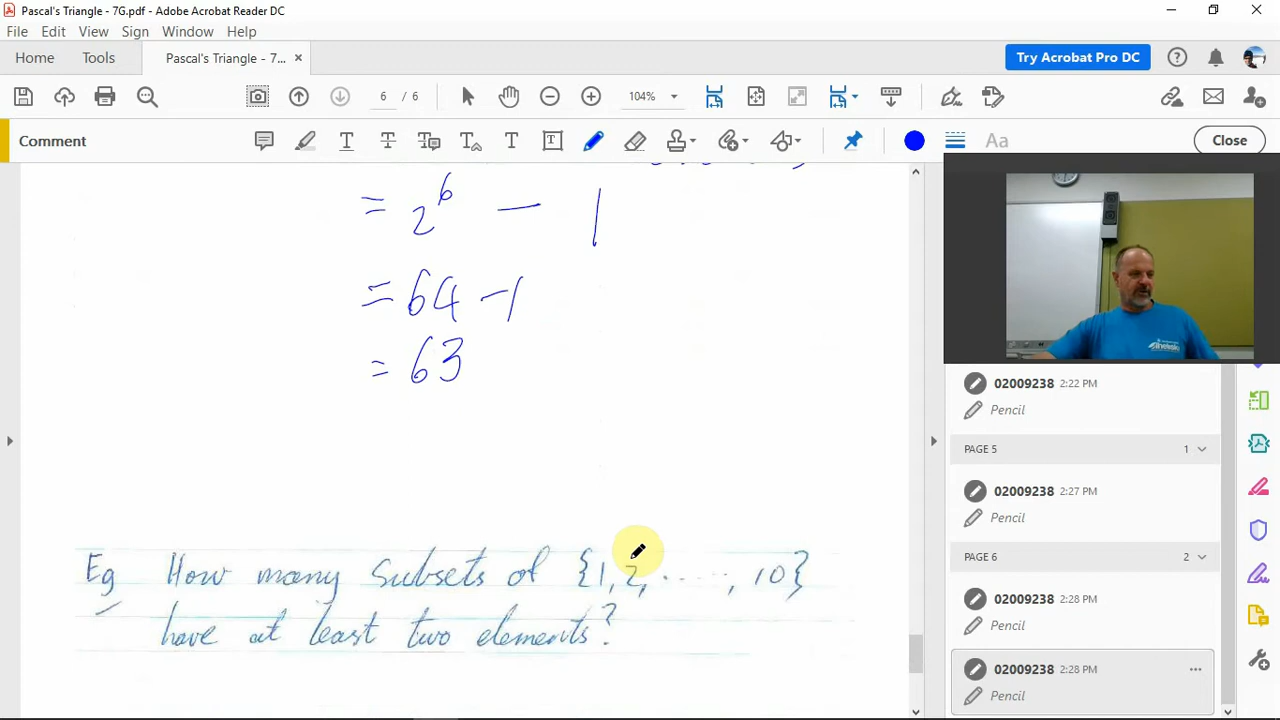 Pascal's Triangle - 7G.pdf - Adobe Acrobat Reader DC
File Edit View Sign Window Help
Home Tools Pascal's Triangle - 7... ×
Try Acrobat Pro DC
6 / 6 104%
Comment
Aa
Close
= 2^6 - 1
= 64 - 1
= 63
Eg How many subsets of {1, 2, ....., 10}
have at least two elements?
02009238 2:22 PM
Pencil
PAGE 5 1
02009238 2:27 PM
Pencil
PAGE 6 2
02009238 2:28 PM
Pencil
02009238 2:28 PM
Pencil